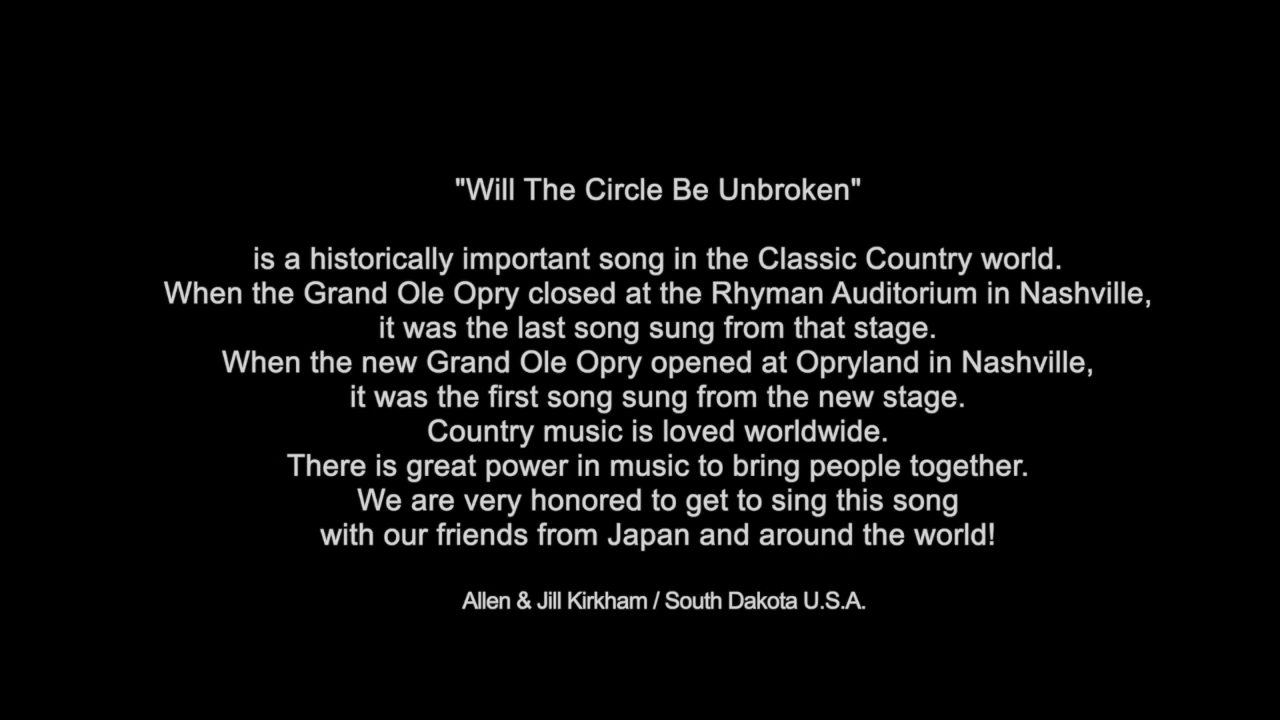 "Will The Circle Be Unbroken"
is a historically important song in the Classic Country world.
When the Grand Ole Opry closed at the Rhyman Auditorium in Nashville,
it was the last song sung from that stage.
When the new Grand Ole Opry opened at Opryland in Nashville,
it was the first song sung from the new stage.
Country music is loved worldwide.
There is great power in music to bring people together.
We are very honored to get to sing this song
with our friends from Japan and around the world!
Allen & Jill Kirkham / South Dakota U.S.A.